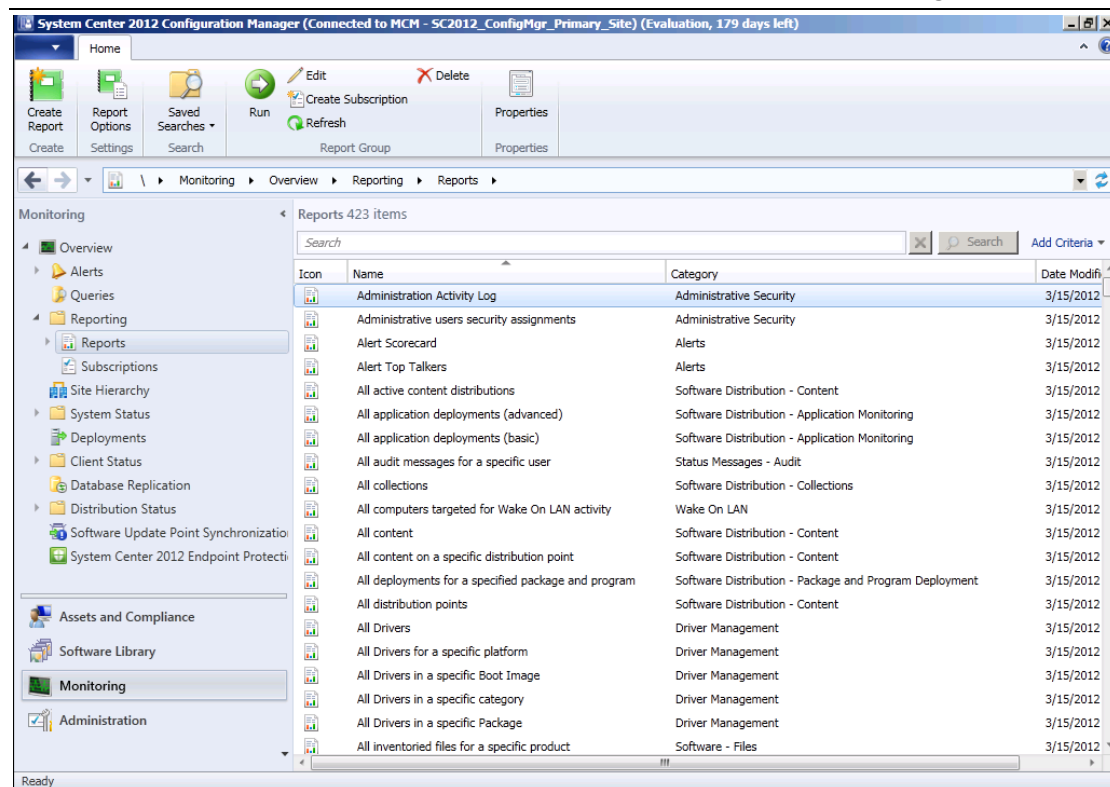 System Center 2012 Configuration Manager (Connected to MCM - SC2012_ConfigMgr_Primary_Site) (Evaluation, 179 days left)
Home
Create Report
Report Options
Saved Searches
Run
Edit
Create Subscription
Refresh
Delete
Properties
Create
Settings
Search
Report Group
Properties
\ Monitoring Overview Reporting Reports
Monitoring
Overview
Alerts
Queries
Reporting
Reports
Subscriptions
Site Hierarchy
System Status
Deployments
Client Status
Database Replication
Distribution Status
Software Update Point Synchronizatio
System Center 2012 Endpoint Protecti
Assets and Compliance
Software Library
Monitoring
Administration
Reports 423 items
Search Search Add Criteria
Icon Name Category Date Modifi
Administration Activity Log Administrative Security 3/15/2012
Administrative users security assignments Administrative Security 3/15/2012
Alert Scorecard Alerts 3/15/2012
Alert Top Talkers Alerts 3/15/2012
All active content distributions Software Distribution - Content 3/15/2012
All application deployments (advanced) Software Distribution - Application Monitoring 3/15/2012
All application deployments (basic) Software Distribution - Application Monitoring 3/15/2012
All audit messages for a specific user Status Messages - Audit 3/15/2012
All collections Software Distribution - Collections 3/15/2012
All computers targeted for Wake On LAN activity Wake On LAN 3/15/2012
All content Software Distribution - Content 3/15/2012
All content on a specific distribution point Software Distribution - Content 3/15/2012
All deployments for a specified package and program Software Distribution - Package and Program Deployment 3/15/2012
All distribution points Software Distribution - Content 3/15/2012
All Drivers Driver Management 3/15/2012
All Drivers for a specific platform Driver Management 3/15/2012
All Drivers in a specific Boot Image Driver Management 3/15/2012
All Drivers in a specific category Driver Management 3/15/2012
All Drivers in a specific Package Driver Management 3/15/2012
All inventoried files for a specific product Software - Files 3/15/2012
Ready